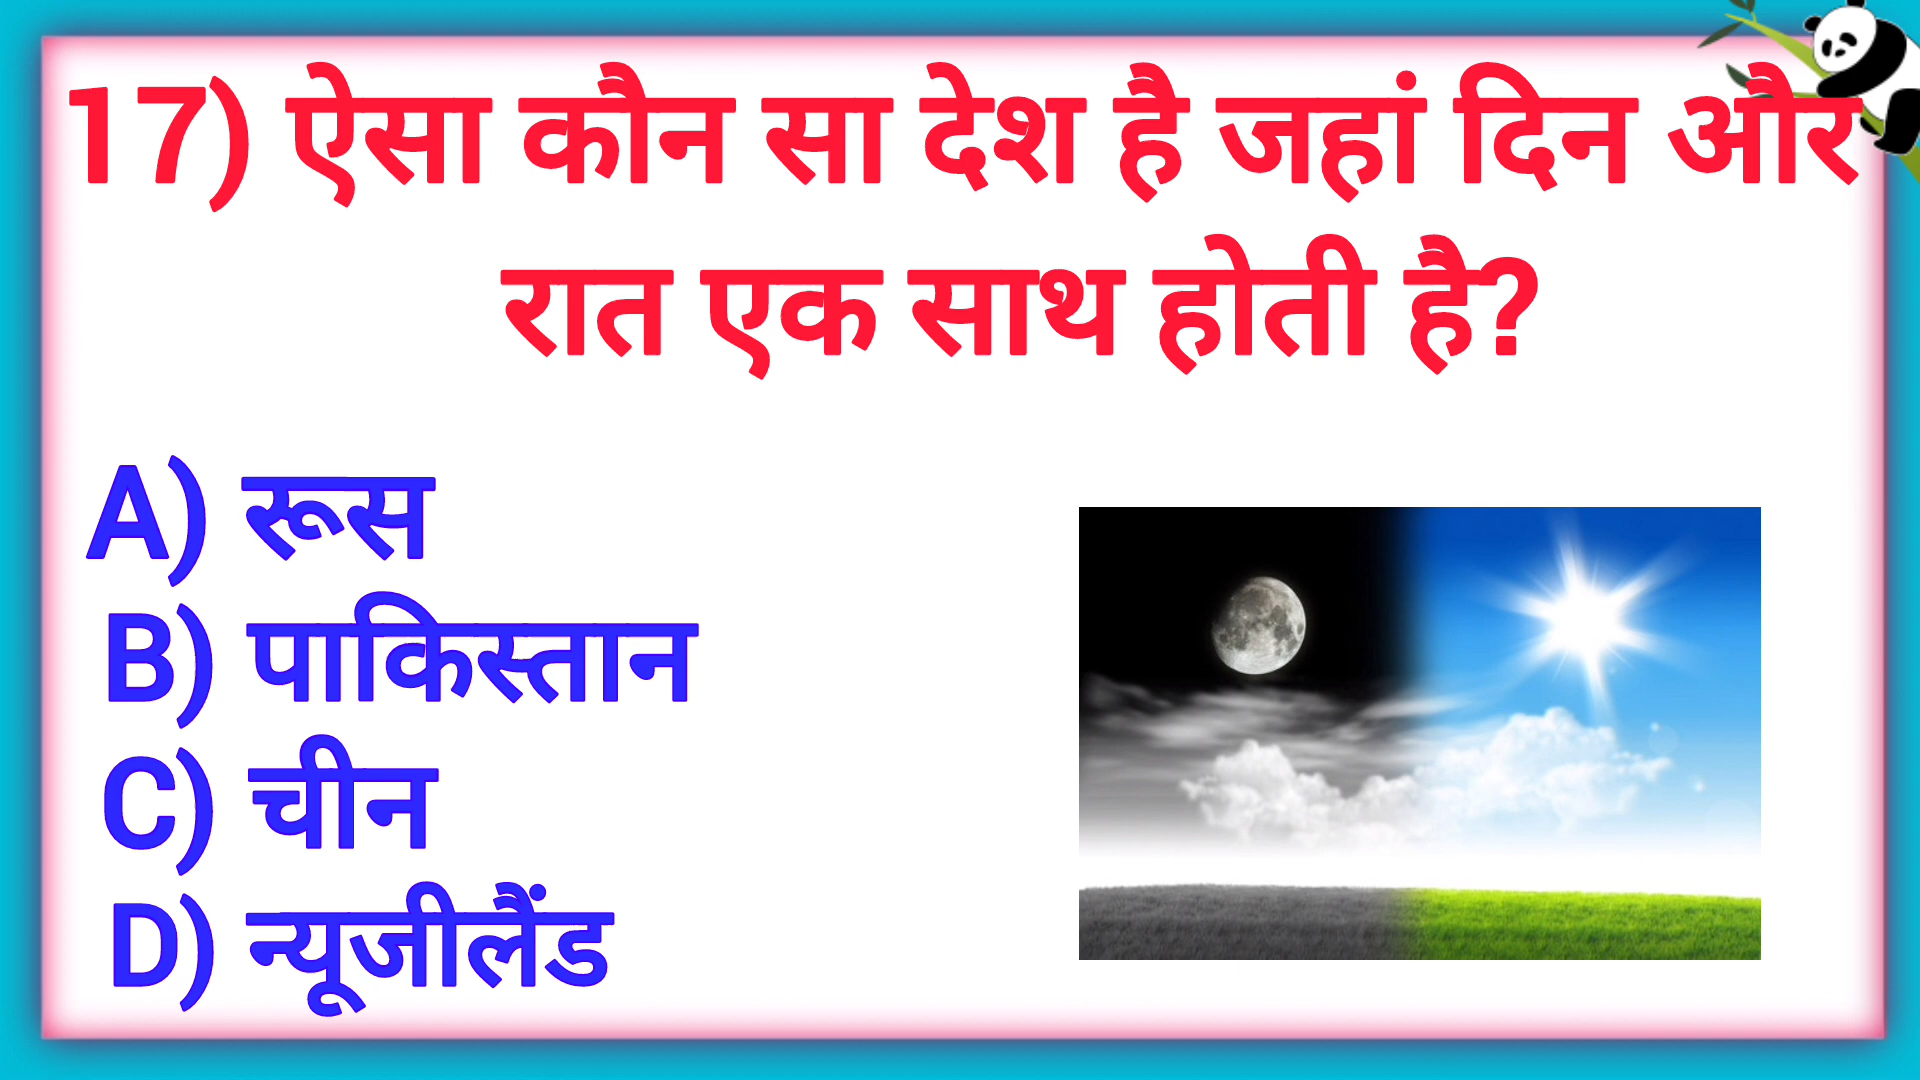 17) ऐसा कौन सा देश है जहां दिन और
रात एक साथ होती है?
A) रूस
B) पाकिस्तान
C) चीन
D) न्यूजीलैंड